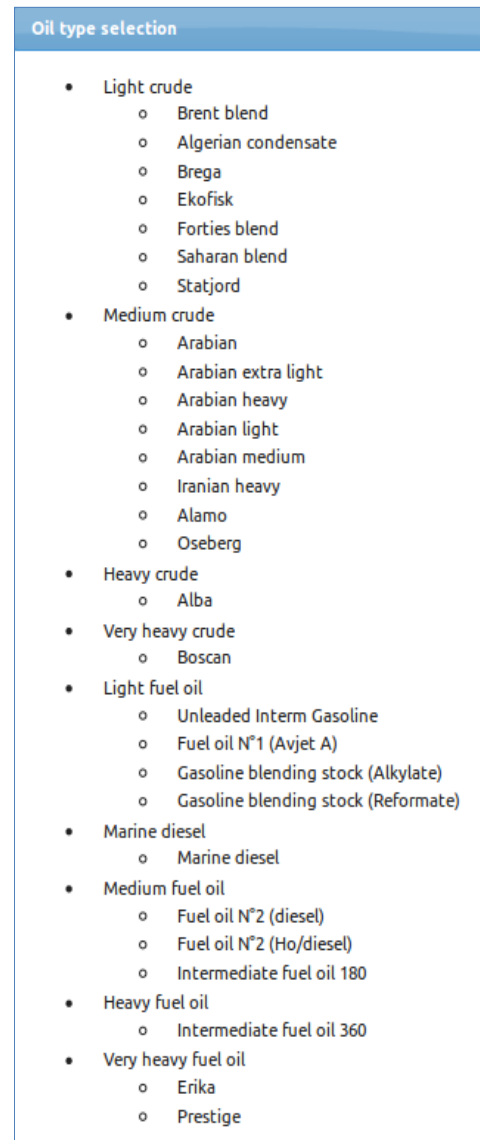 Oil type selection
Light crude
Brent blend
Algerian condensate
Brega
Ekofisk
Forties blend
Saharan blend
Statjord
Medium crude
Arabian
Arabian extra light
Arabian heavy
Arabian light
Arabian medium
Iranian heavy
Alamo
Oseberg
Heavy crude
Alba
Very heavy crude
Boscan
Light fuel oil
Unleaded Interm Gasoline
Fuel oil N°1 (Avjet A)
Gasoline blending stock (Alkylate)
Gasoline blending stock (Reformate)
Marine diesel
Marine diesel
Medium fuel oil
Fuel oil N°2 (diesel)
Fuel oil N°2 (Ho/diesel)
Intermediate fuel oil 180
Heavy fuel oil
Intermediate fuel oil 360
Very heavy fuel oil
Erika
Prestige